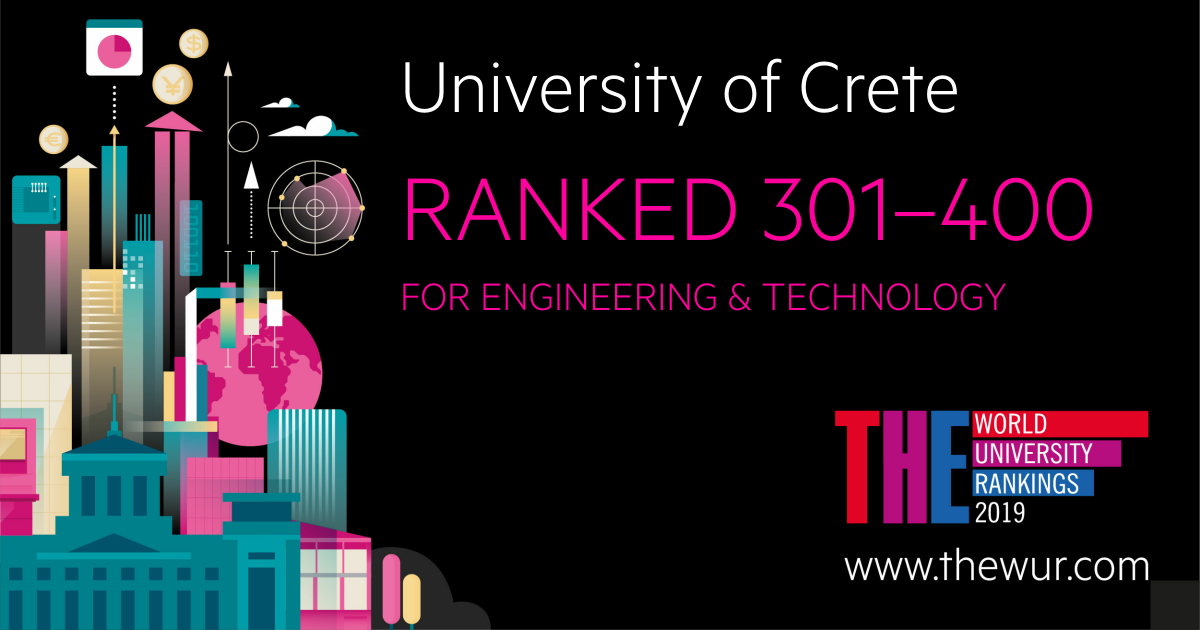 University of Crete
RANKED 301–400
FOR ENGINEERING & TECHNOLOGY
THE WORLD
UNIVERSITY
RANKINGS
2019
www.thewur.com